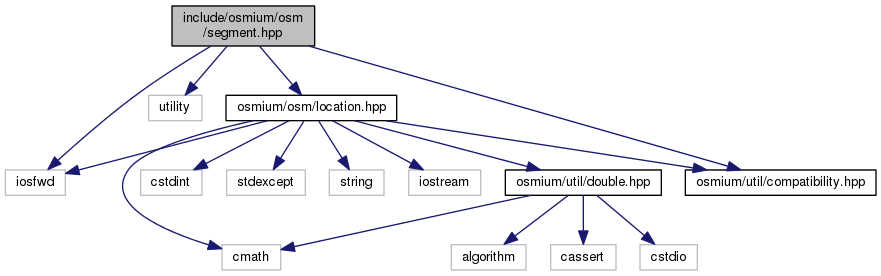 include/osmium/osm
/segment.hpp
utility
osmium/osm/location.hpp
iosfwd
cstdint
stdexcept
string
iostream
osmium/util/double.hpp
osmium/util/compatibility.hpp
cmath
algorithm
cassert
cstdio